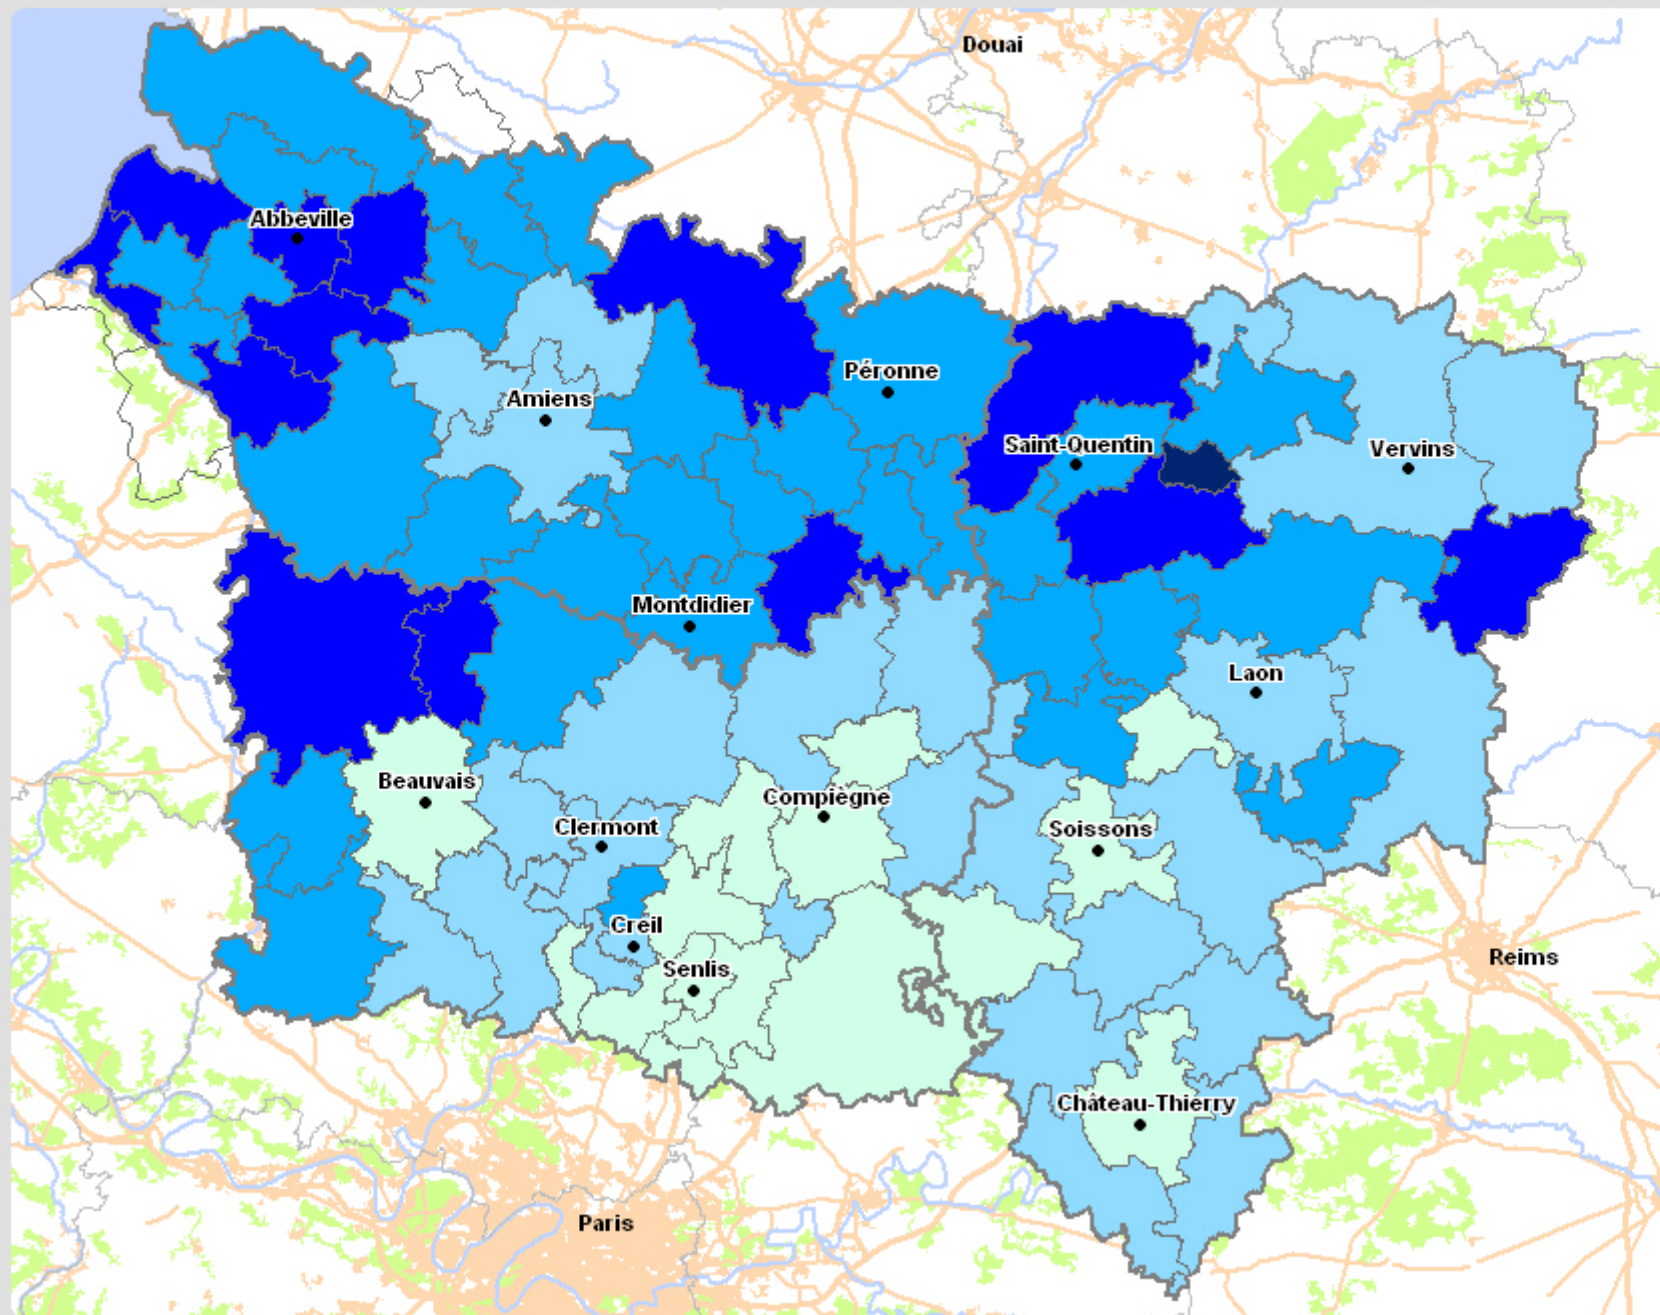 Douai
Abbeville
Péronne
Amiens
Saint-Quentin
Vervins
Montdidier
Laon
Beauvais
Compiègne
Clermont
Soissons
Creil
Senlis
Reims
Château-Thierry
Paris